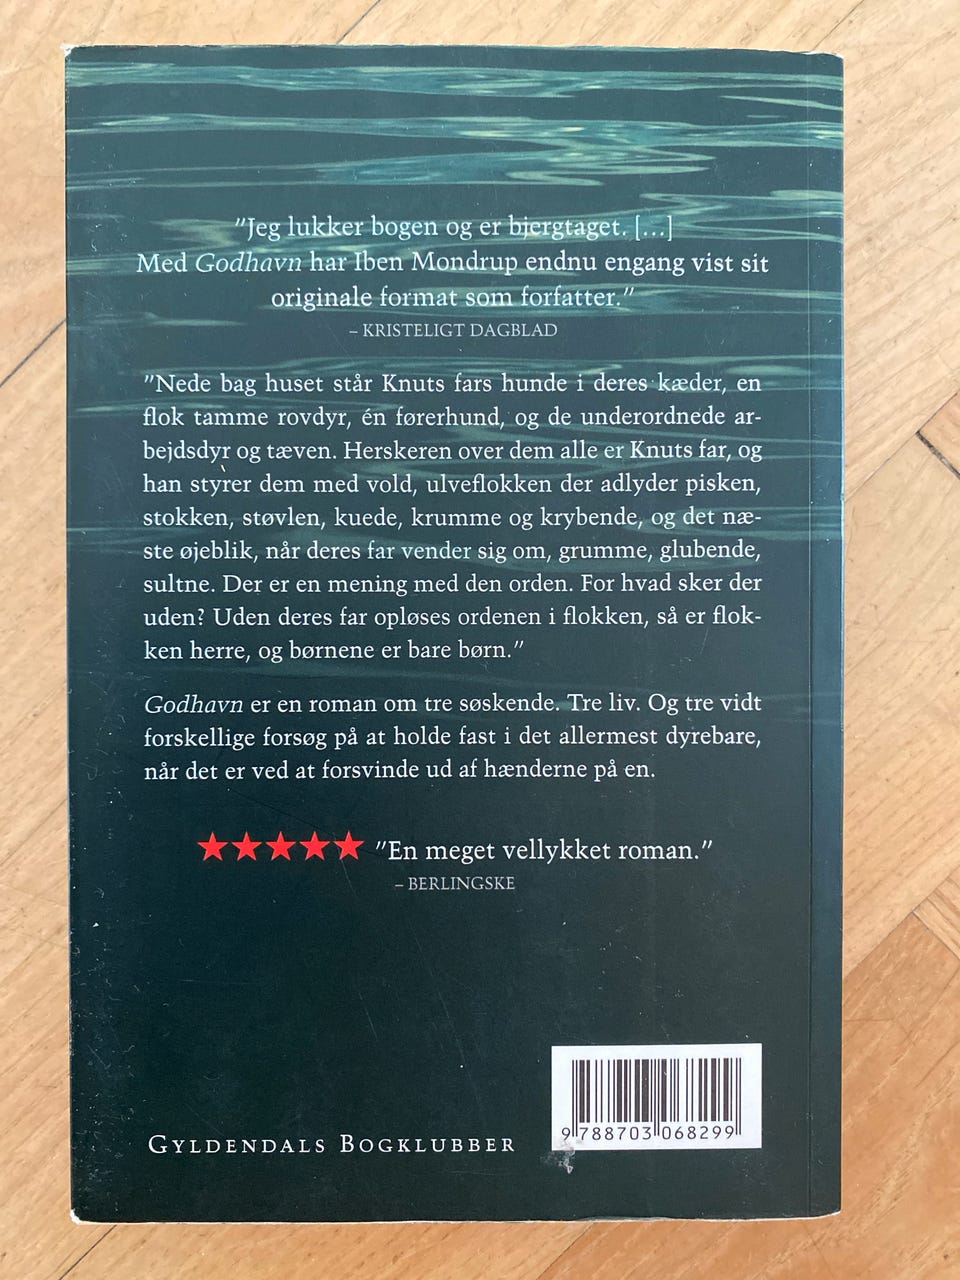 "Jeg lukker bogen og er bjergtaget. [...]
Med Godhavn har Iben Mondrup endnu engang vist sit
originale format som forfatter."
– KRISTELIGT DAGBLAD
"Nede bag huset står Knuts fars hunde i deres kæder, en
flok tamme rovdyr, én førerhund, og de underordnede ar-
bejdsdyr og tæven. Herskeren over dem alle er Knuts far, og
han styrer dem med vold, ulveflokken der adlyder pisken,
stokken, støvlen, kuede, krumme og krybende, og det næ-
ste øjeblik, når deres far vender sig om, grumme, glubende,
sultne. Der er en mening med den orden. For hvad sker der
uden? Uden deres far opløses ordenen i flokken, så er flok-
ken herre, og børnene er bare børn."
Godhavn er en roman om tre søskende. Tre liv. Og tre vidt
forskellige forsøg på at holde fast i det allermest dyrebare,
når det er ved at forsvinde ud af hænderne på en.
★★★★★ "En meget vellykket roman."
– BERLINGSKE
GYLDENDALS BOGKLUBBER
9 788703 068299